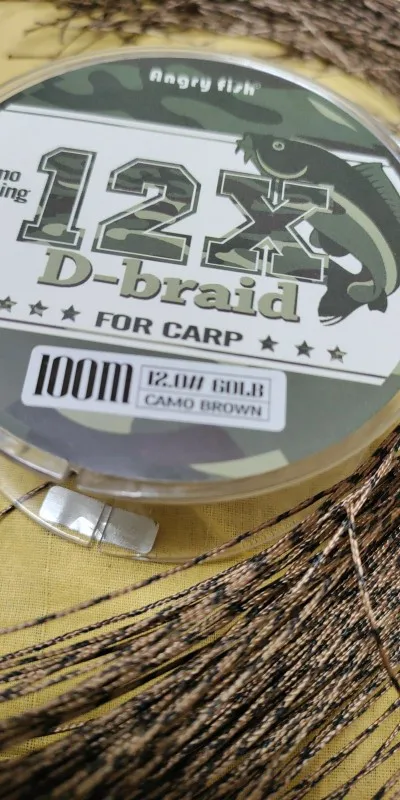 Angry fish®
12X
D-braid
FOR CARP
100M
12.0# 60LB
CAMO BROWN